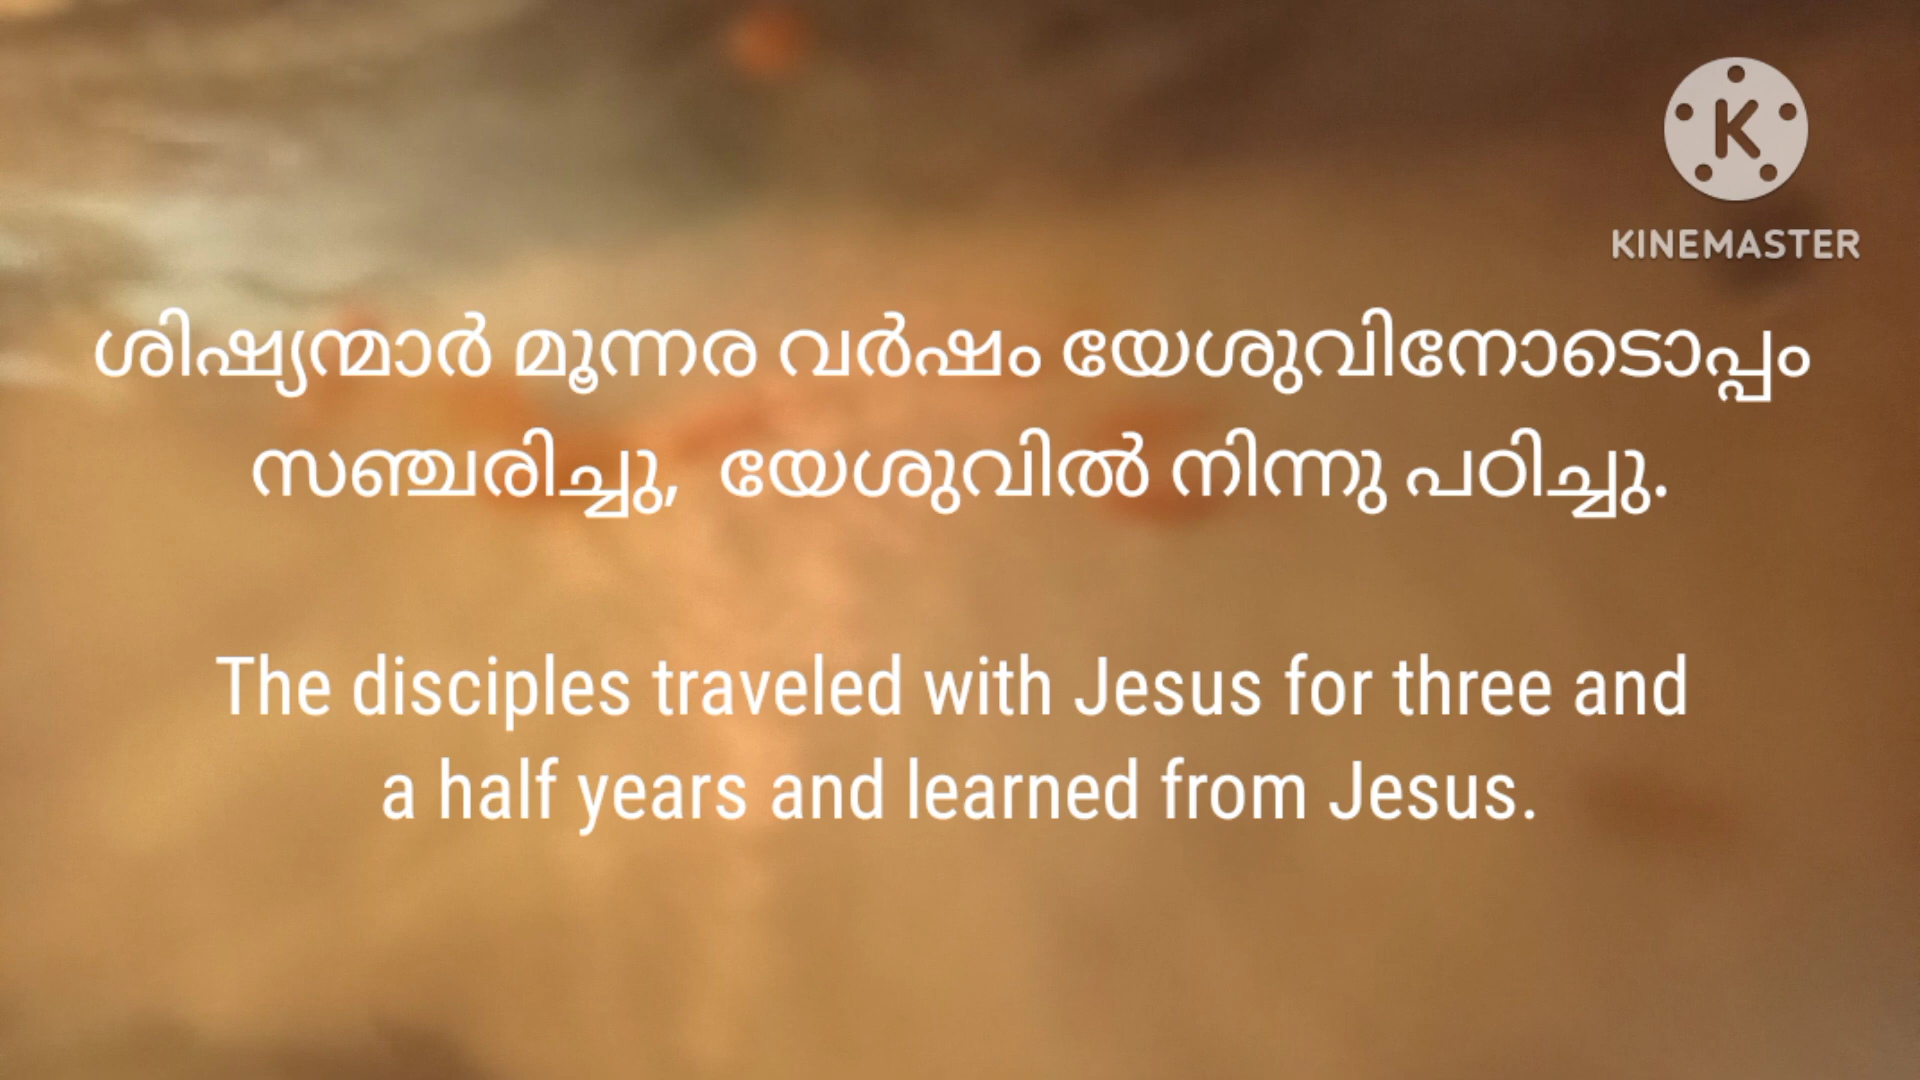 K
KINEMASTER
ശിഷ്യന്മാർ മൂന്നര വർഷം യേശുവിനോടൊപ്പം
സഞ്ചരിച്ചു,  യേശുവിൽ നിന്നു പഠിച്ചു.
The disciples traveled with Jesus for three and
a half years and learned from Jesus.